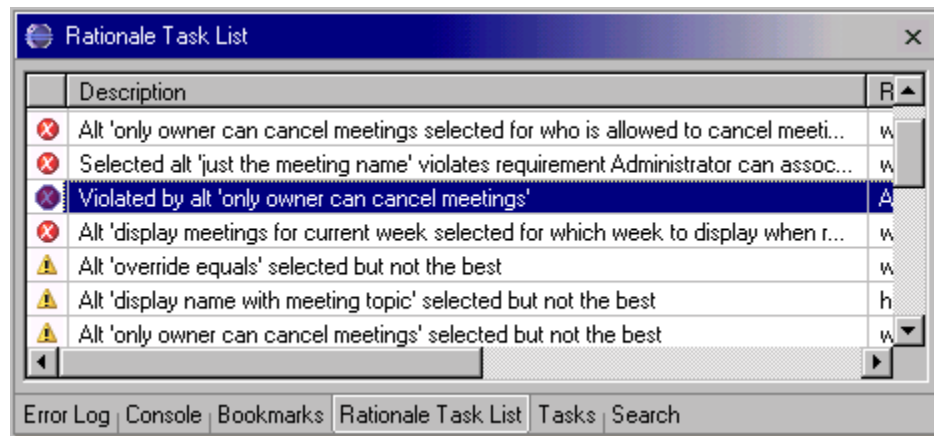 Rationale Task List
Description R
Alt 'only owner can cancel meetings selected for who is allowed to cancel meeti... w
Selected alt 'just the meeting name' violates requirement Administrator can assoc... w
Violated by alt 'only owner can cancel meetings' A
Alt 'display meetings for current week selected for which week to display when r... w
Alt 'override equals' selected but not the best w
Alt 'display name with meeting topic' selected but not the best h
Alt 'only owner can cancel meetings' selected but not the best w
Error Log Console Bookmarks Rationale Task List Tasks Search